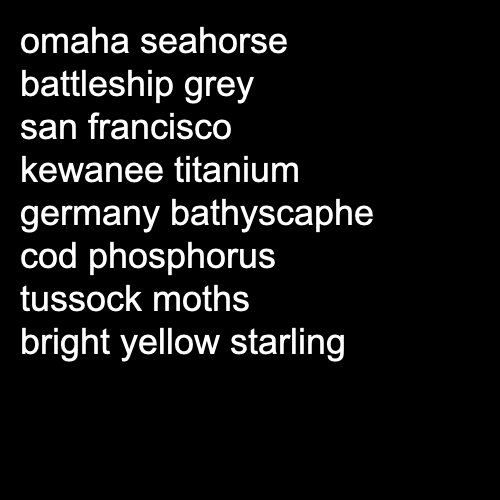 omaha seahorse
battleship grey
san francisco
kewanee titanium
germany bathyscaphe
cod phosphorus
tussock moths
bright yellow starling